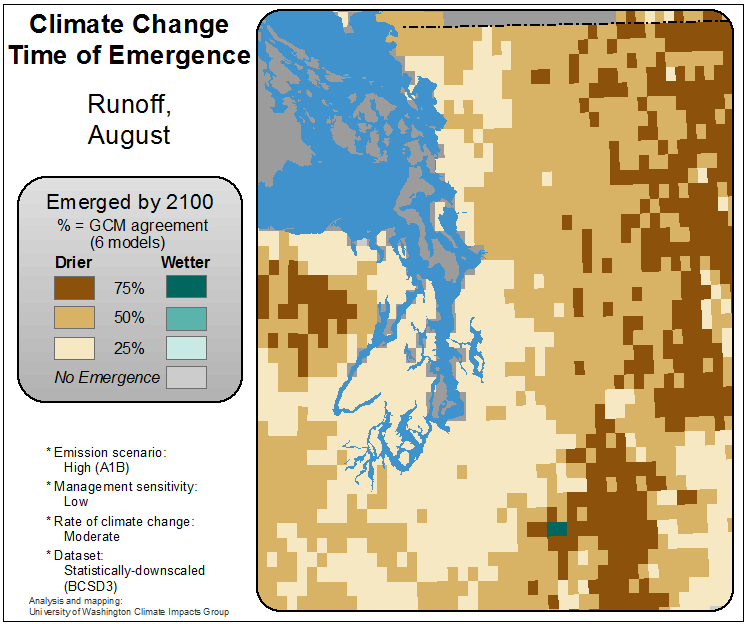 Climate Change
Time of Emergence
Runoff,
August
Emerged by 2100
% = GCM agreement
(6 models)
Drier Wetter
75%
50%
25%
No Emergence
* Emission scenario:
High (A1B)
* Management sensitivity:
Low
* Rate of climate change:
Moderate
* Dataset:
Statistically-downscaled
(BCSD3)
Analysis and mapping:
University of Washington Climate Impacts Group